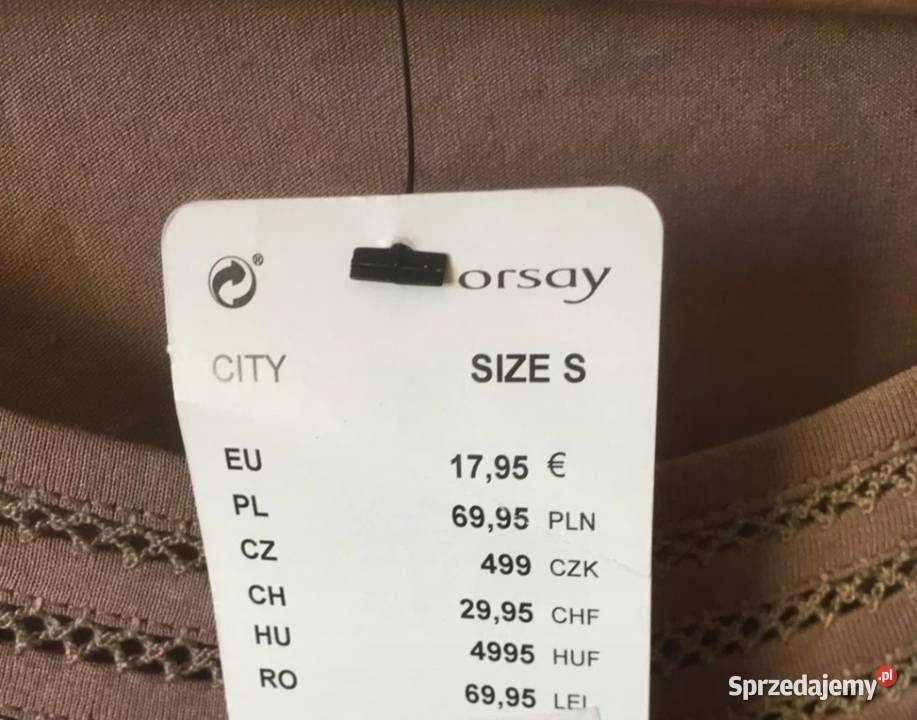 ® orsay
CITY SIZE S
EU 17,95 €
PL 69,95 PLN
CZ 499 CZK
CH 29,95 CHF
HU 4995 HUF
RO 69,95 LEI
Sprzedajemy.pl